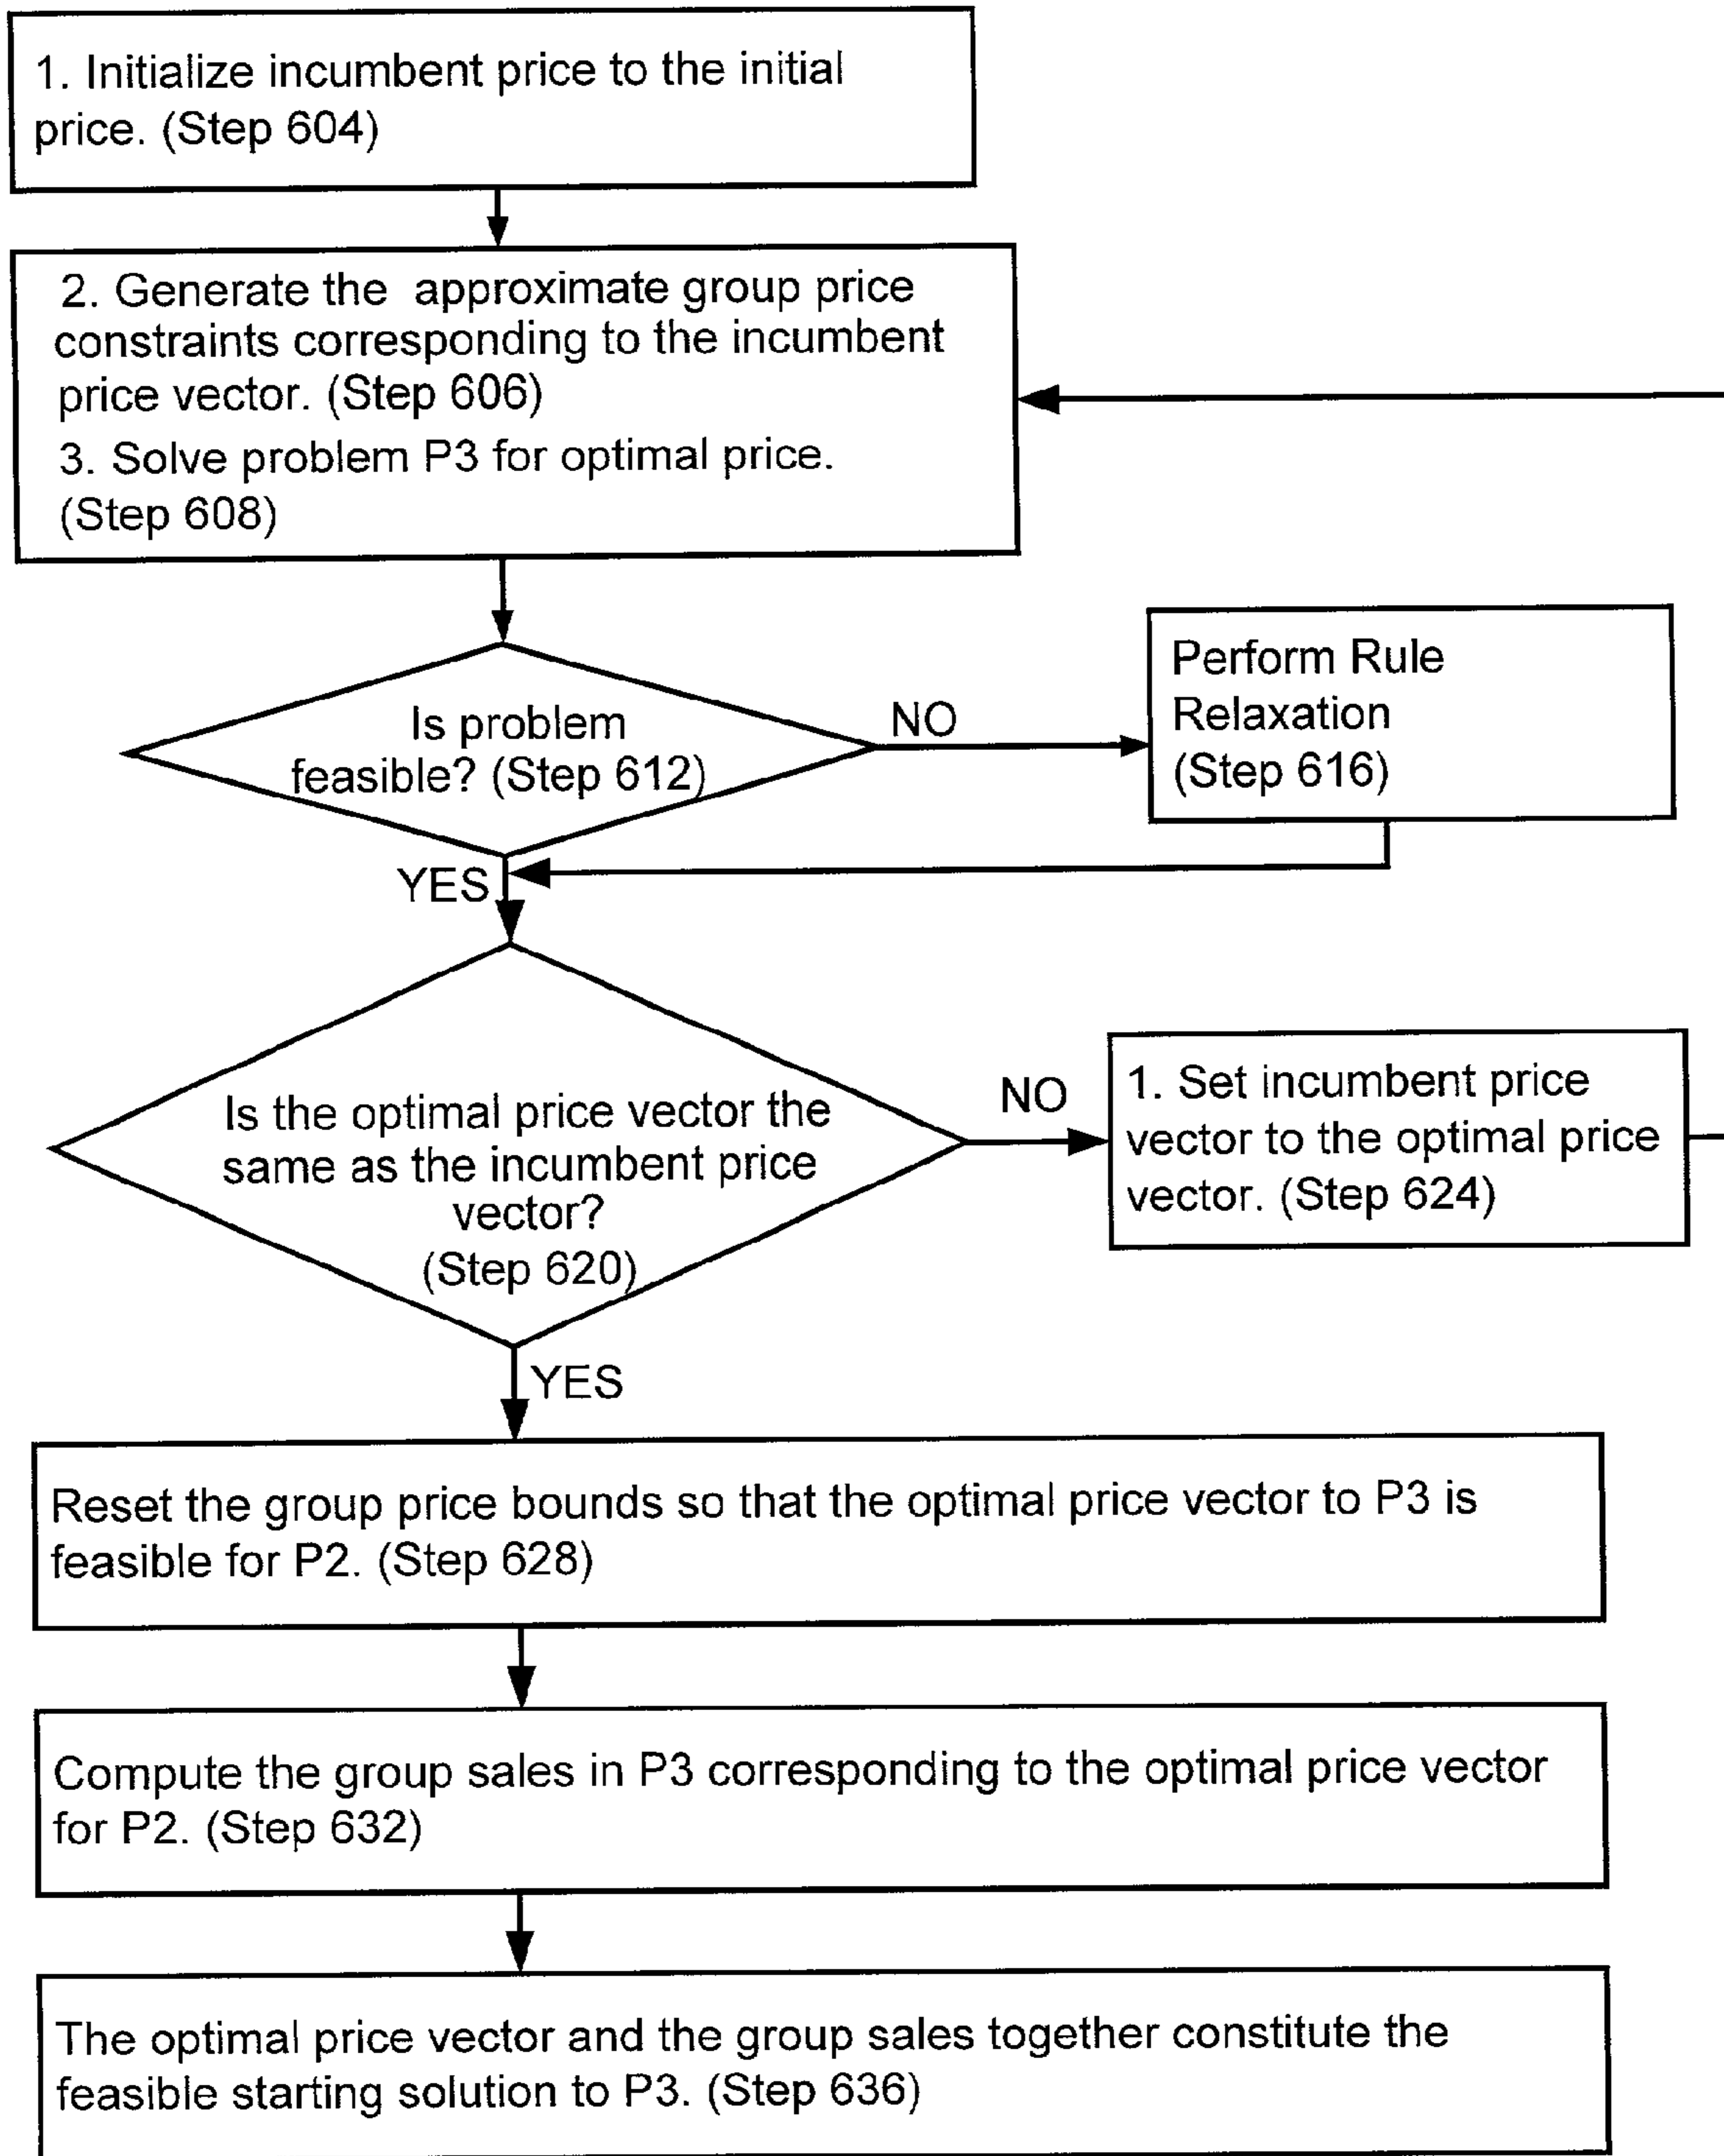 1. Initialize incumbent price to the initial
price. (Step 604)
2. Generate the approximate group price
constraints corresponding to the incumbent
price vector. (Step 606)
3. Solve problem P3 for optimal price.
(Step 608)
Is problem
feasible? (Step 612)
NO
Perform Rule
Relaxation
(Step 616)
YES
Is the optimal price vector the
same as the incumbent price
vector?
(Step 620)
NO
1. Set incumbent price
vector to the optimal price
vector. (Step 624)
YES
Reset the group price bounds so that the optimal price vector to P3 is
feasible for P2. (Step 628)
Compute the group sales in P3 corresponding to the optimal price vector
for P2. (Step 632)
The optimal price vector and the group sales together constitute the
feasible starting solution to P3. (Step 636)